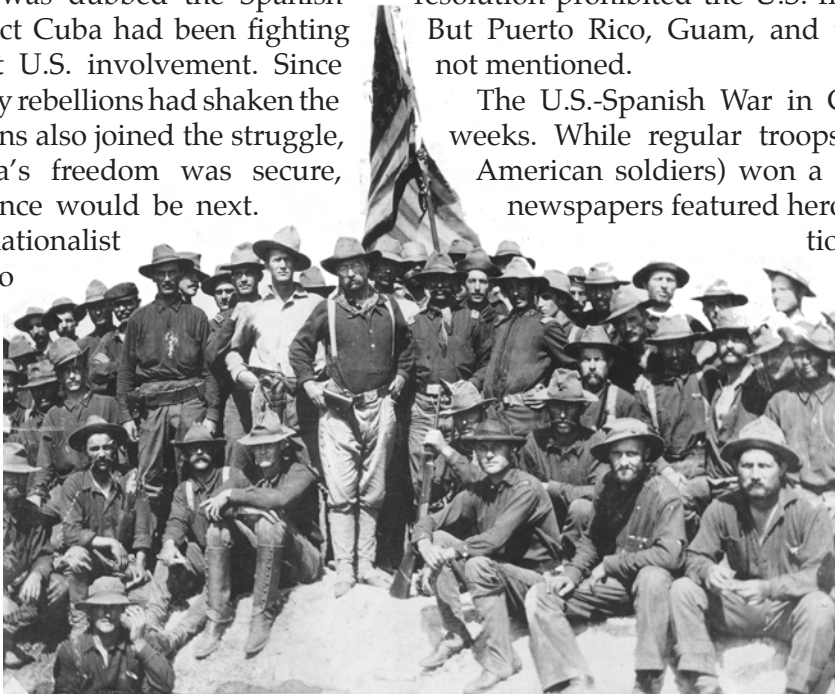 was dubbed the Spanish
ct Cuba had been fighting
t U.S. involvement. Since
y rebellions had shaken the
ns also joined the struggle,
a's freedom was secure,
nce would be next.
ationalist
o
resolution prohibited the U.S.
But Puerto Rico, Guam, and
not mentioned.
The U.S.-Spanish War in C
weeks. While regular troops
American soldiers) won a
newspapers featured hero
tio